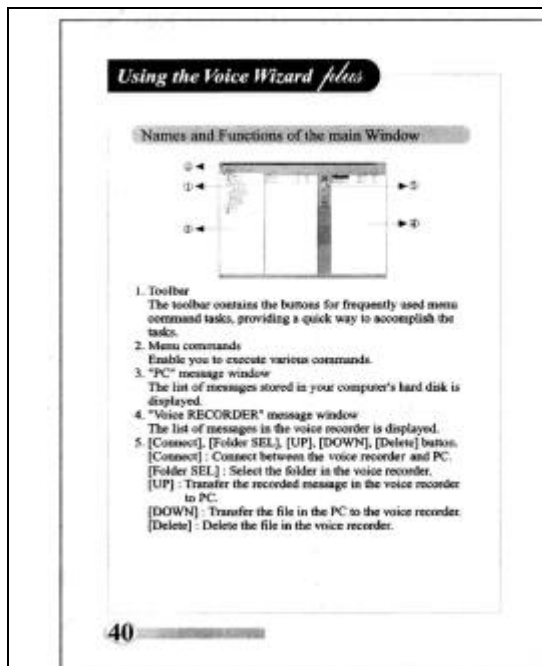 Using the Voice Wizard plus
Names and Functions of the main Window
1. Toolbar
The toolbar contains the buttons for frequently used menu
command tasks, providing a quick way to accomplish the
tasks.
2. Menu commands
Enable you to execute various commands.
3. "PC" message window
The list of messages stored in your computer's hard disk is
displayed.
4. "Voice RECORDER" message window
The list of messages in the voice recorder is displayed.
5. [Connect], [Folder SEL], [UP], [DOWN], [Delete] button.
[Connect] : Connect between the voice recorder and PC.
[Folder SEL] : Select the folder in the voice recorder.
[UP] : Transfer the recorded message in the voice recorder
to PC.
[DOWN] : Transfer the file in the PC to the voice recorder.
[Delete] : Delete the file in the voice recorder.
40